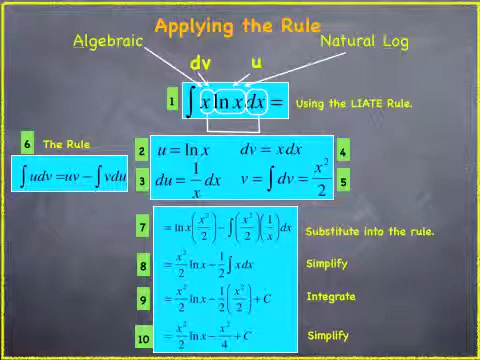 Applying the Rule
Algebraic
Natural Log
dv
u
1 ∫ x ln x dx =
Using the LIATE Rule.
6 The Rule
∫ udv = uv − ∫ vdu
2 u = ln x
dv = x dx 4
3 du = 1/x dx
v = ∫ dv = x²/2 5
7 = ln x (x²/2) − ∫ (x²/2)(1/x) dx
Substitute into the rule.
8 = x²/2 ln x − 1/2 ∫ x dx
Simplify
9 = x²/2 ln x − 1/2 (x²/2) + C
Integrate
10 = x²/2 ln x − x²/4 + C
Simplify